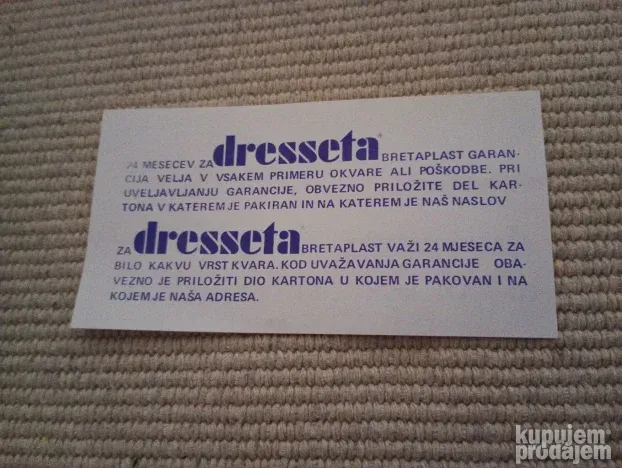 24 MESECEV ZA dresseta® BRETAPLAST GARAN-
CIJA VELJA V VSAKEM PRIMERU OKVARE ALI POŠKODBE. PRI
UVELJAVLJANJU GARANCIJE, OBVEZNO PRILOŽITE DEL KAR-
TONA V KATEREM JE PAKIRAN IN NA KATEREM JE NAŠ NASLOV
ZA dresseta® BRETAPLAST VAŽI 24 MJESECA ZA
BILO KAKVU VRST KVARA. KOD UVAŽAVANJA GARANCIJE OBA-
VEZNO JE PRILOŽITI DIO KARTONA U KOJEM JE PAKOVAN I NA
KOJEM JE NAŠA ADRESA.
kupujem
prodajem